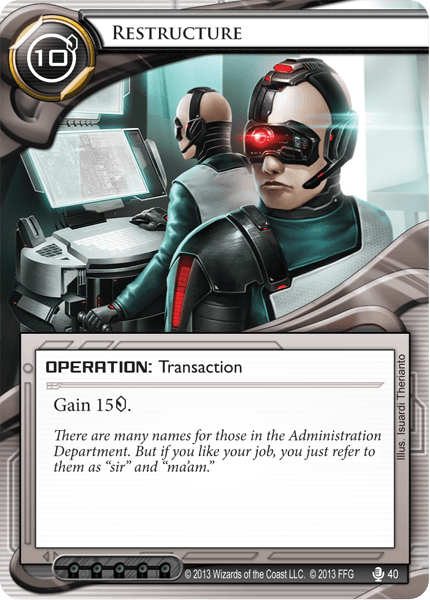 RESTRUCTURE
10
OPERATION: Transaction
Gain 15.
There are many names for those in the Administration
Department. But if you like your job, you just refer to
them as “sir” and “ma'am.”
Illus. Isuardi Therianto
© 2013 Wizards of the Coast LLC. © 2013 FFG
40